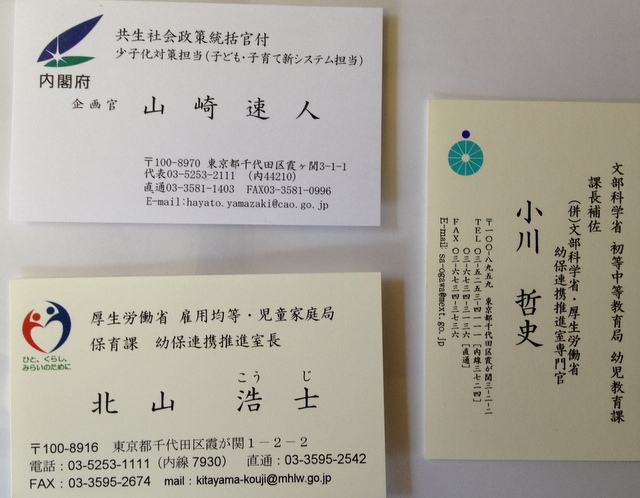 内閣府
共生社会政策統括官付
少子化対策担当(子ども・子育て新システム担当)
企画官 山崎 速人
〒100-8970 東京都千代田区霞ヶ関3-1-1
代表03-5253-2111 (内44210)
直通03-3581-1403 FAX03-3581-0996
E-mail:hayato.yamazaki@cao.go.jp
ひと、くらし、
みらいのために
厚生労働省 雇用均等・児童家庭局
保育課 幼保連携推進室長
こう じ
北山 浩士
〒100-8916 東京都千代田区霞が関1-2-2
電話:03-5253-1111(内線 7930) 直通:03-3595-2542
FAX:03-3595-2674 mail:kitayama-kouji@mhlw.go.jp
文部科学省 初等中等教育局 幼児教育課
課長補佐
(併)文部科学省・厚生労働省
幼保連携推進室専門官
小川 哲史
〒一〇〇-八九五九 東京都千代田区霞が関三-二-二
TEL 〇三-五二五三-四一一一[内線三七二四]
〇三-六七三四-三七三六[直通]
FAX 〇三-六七三四-三七三六
E-mail: sa-ogawa@mext.go.jp